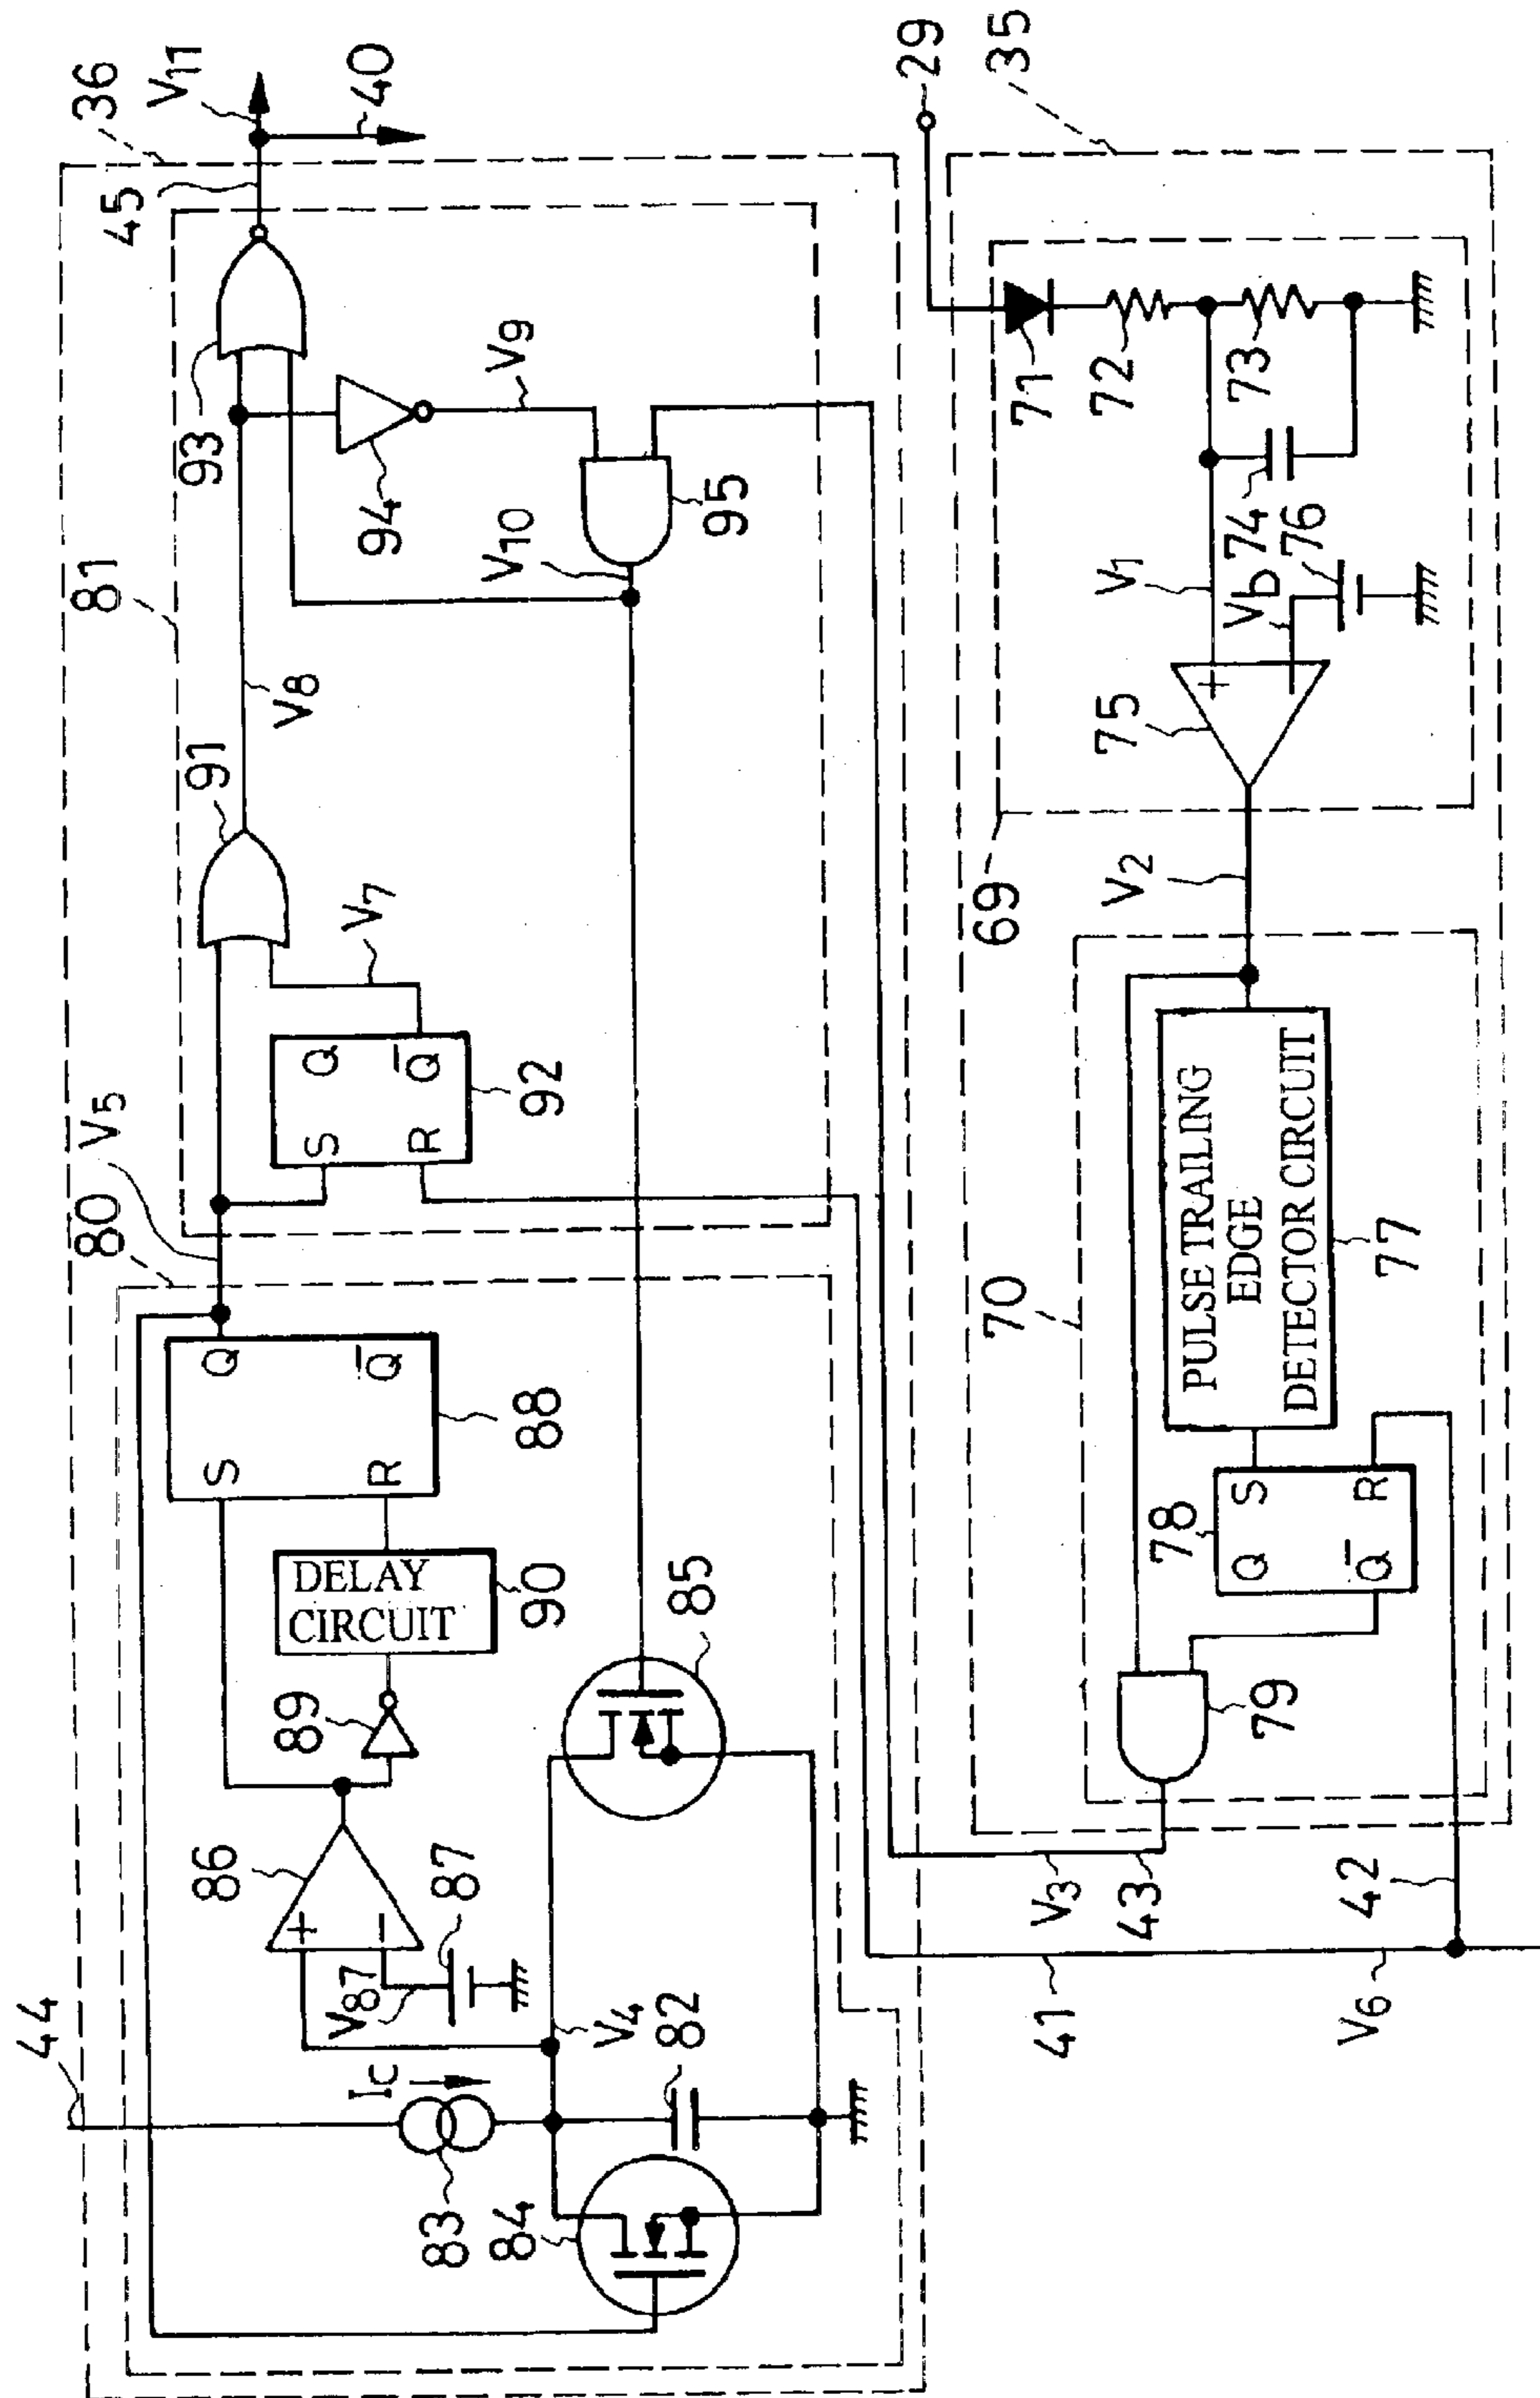 36
V11
45
40
81
93
V8
91
V7
V9
94
V10
95
S
Q
R
Q̄
92
80
V5
S
Q
R
Q̄
88
DELAY
CIRCUIT
90
89
86
+
−
87
V87
85
44
Ic
83
84
V4
82
29
35
71
72
73
74
V1
Vb
76
75
+
−
69
V2
70
PULSE TRAILING
EDGE
DETECTOR CIRCUIT
77
78
Q
S
Q̄
R
79
V3
43
42
41
V6